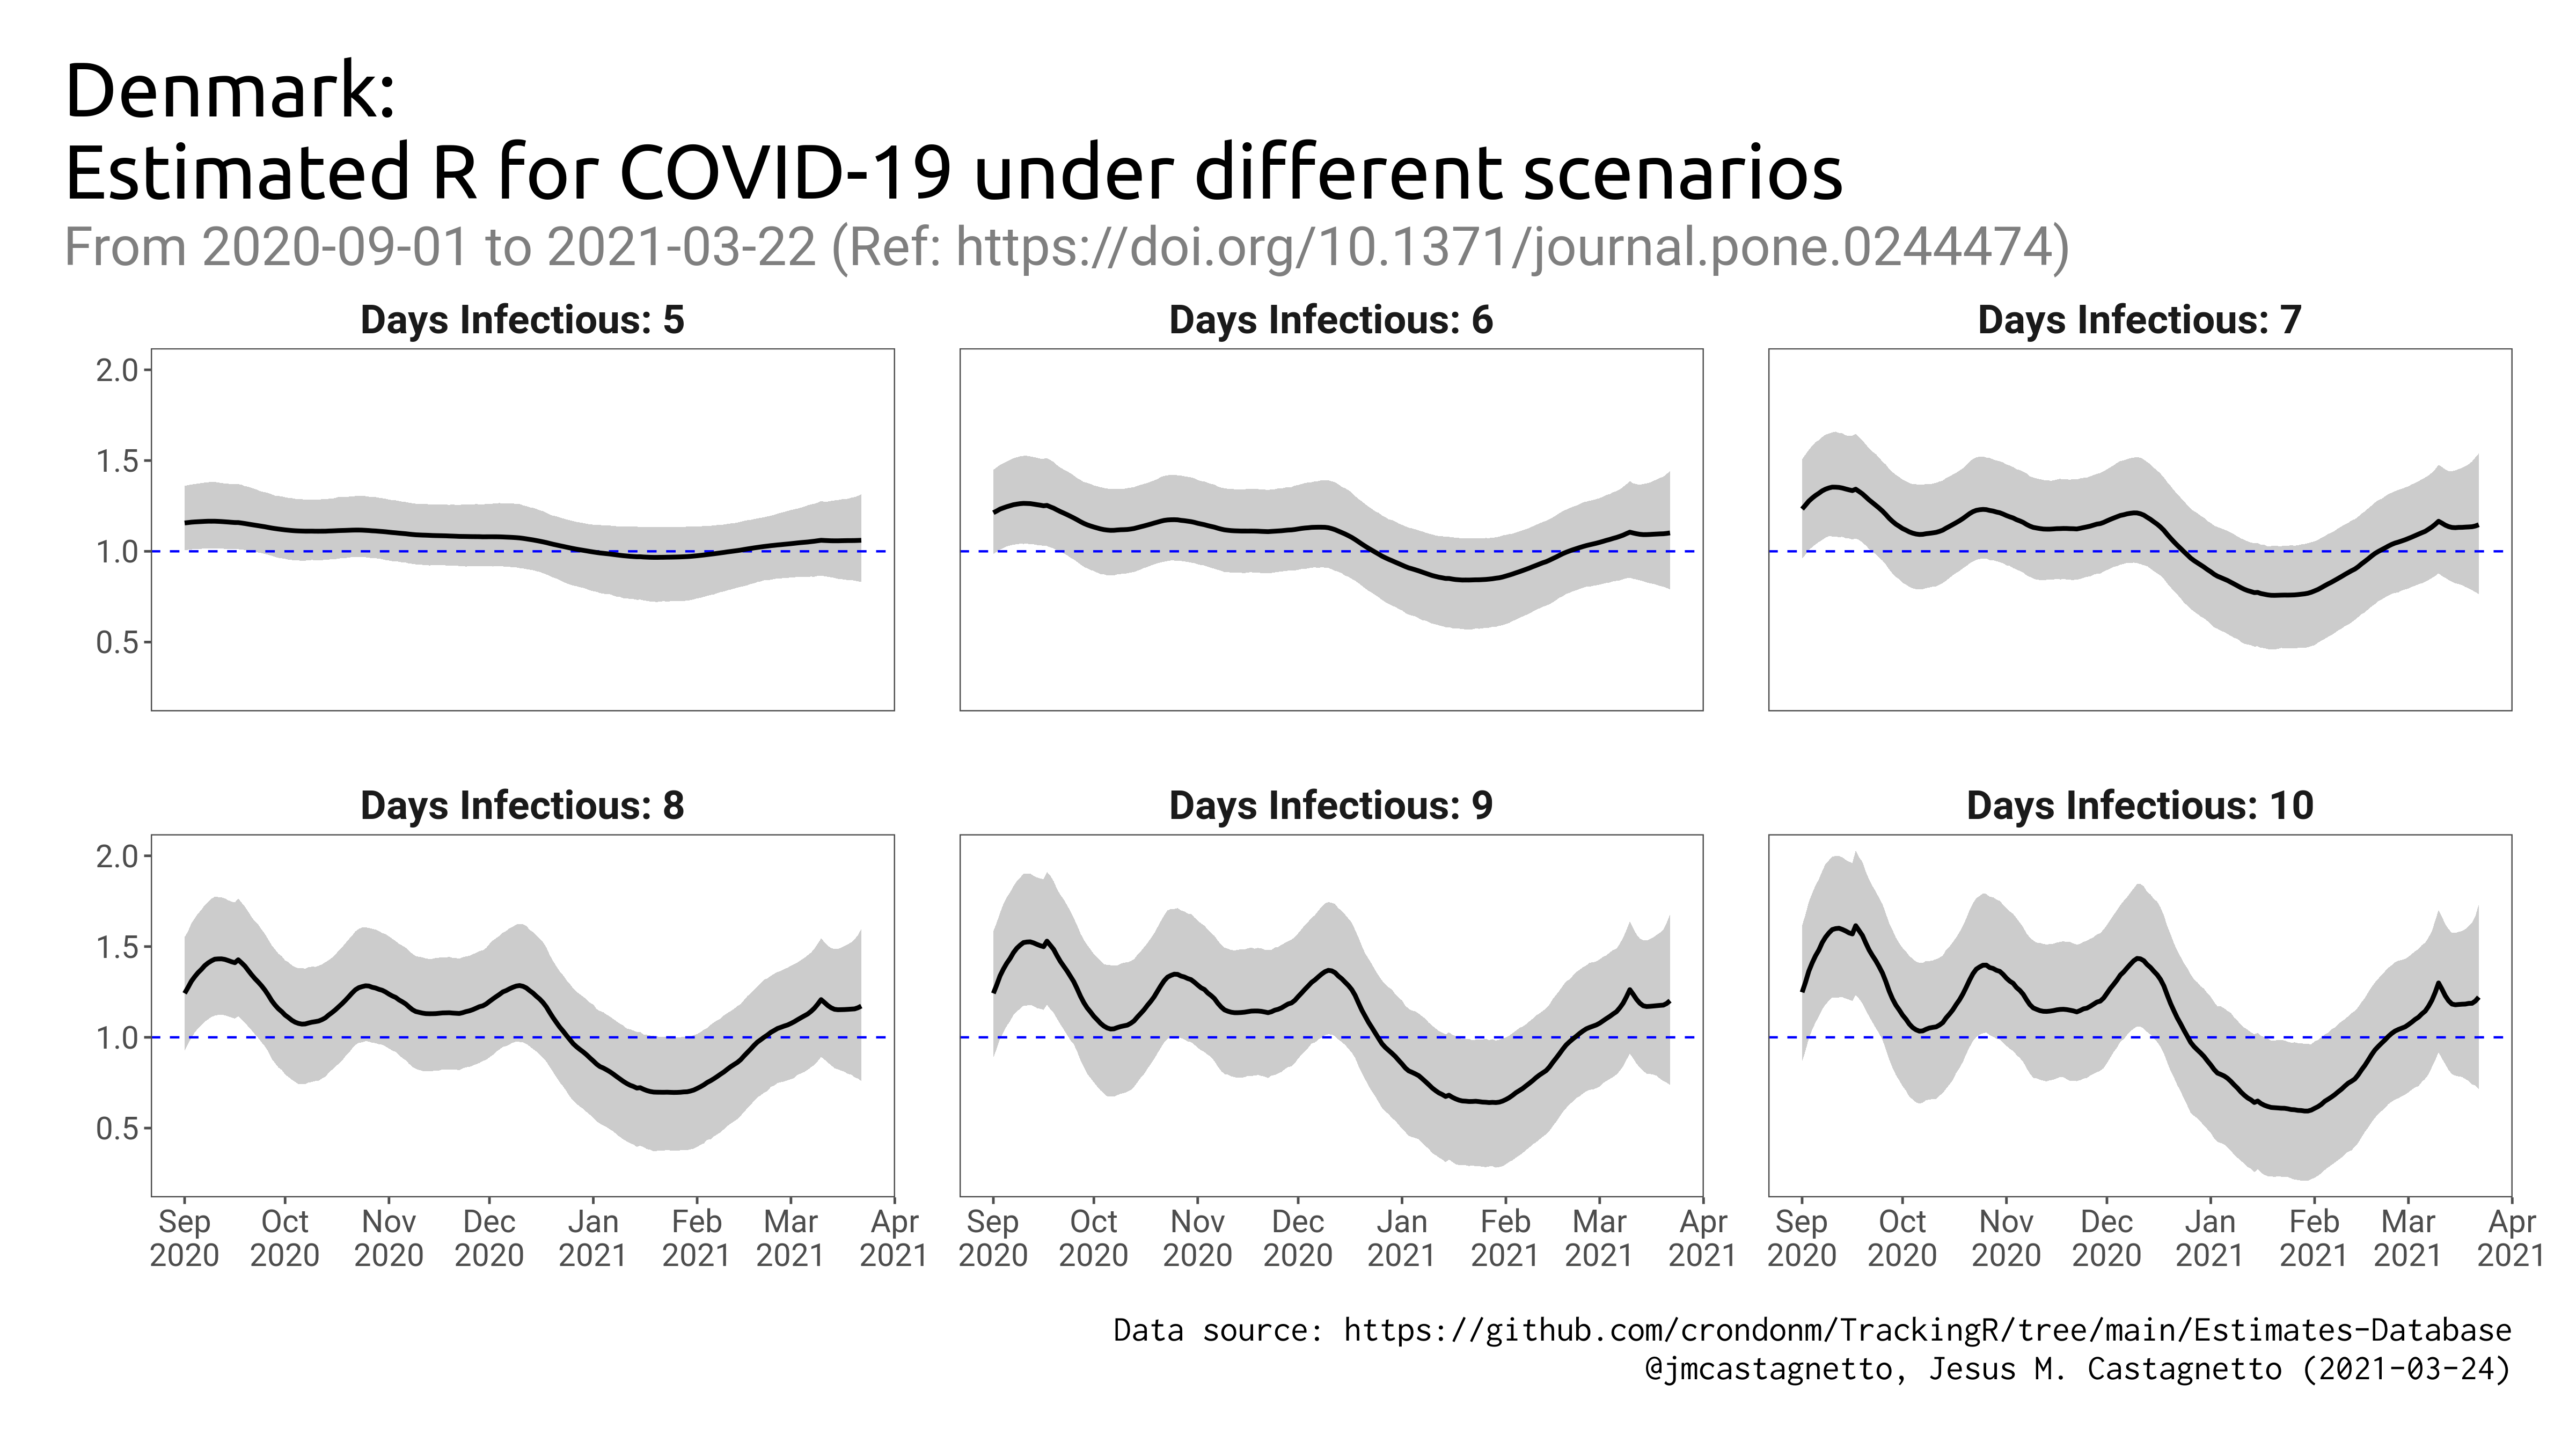 Denmark:
Estimated R for COVID-19 under different scenarios
From 2020-09-01 to 2021-03-22 (Ref: https://doi.org/10.1371/journal.pone.0244474)
Days Infectious: 5
Days Infectious: 6
Days Infectious: 7
2.0
1.5
1.0
0.5
Days Infectious: 8
Days Infectious: 9
Days Infectious: 10
2.0
1.5
1.0
0.5
Sep Oct Nov Dec Jan Feb Mar Apr
2020 2020 2020 2020 2021 2021 2021 2021
Sep Oct Nov Dec Jan Feb Mar Apr
2020 2020 2020 2020 2021 2021 2021 2021
Sep Oct Nov Dec Jan Feb Mar Apr
2020 2020 2020 2020 2021 2021 2021 2021
Data source: https://github.com/crondonm/TrackingR/tree/main/Estimates-Database
@jmcastagnetto, Jesus M. Castagnetto (2021-03-24)